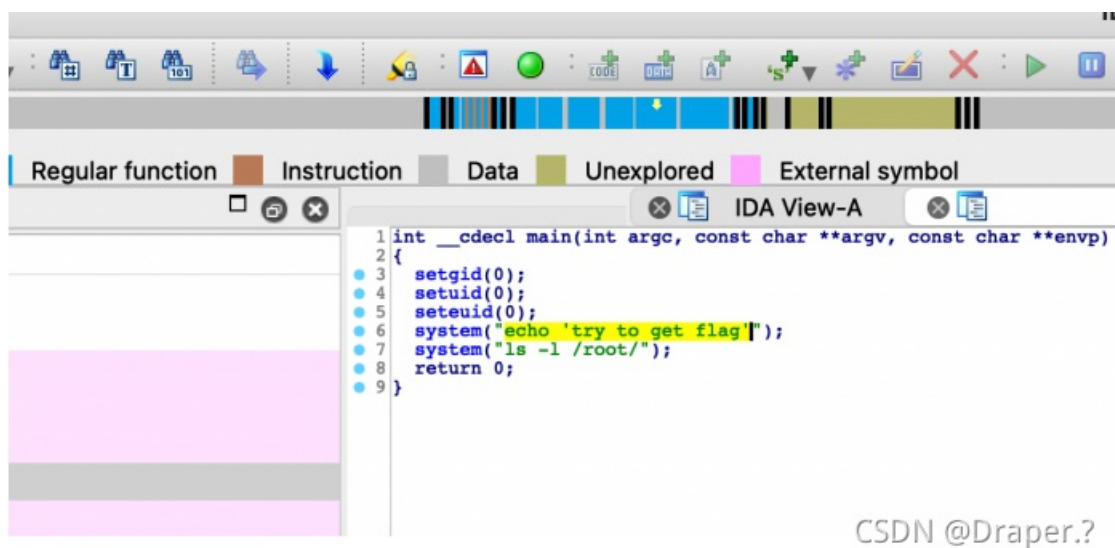 Regular function Instruction Data Unexplored External symbol
IDA View-A
1 int __cdecl main(int argc, const char **argv, const char **envp)
2 {
3 setgid(0);
4 setuid(0);
5 seteuid(0);
6 system("echo 'try to get flag'");
7 system("ls -l /root/");
8 return 0;
9 }
CSDN @Draper.?